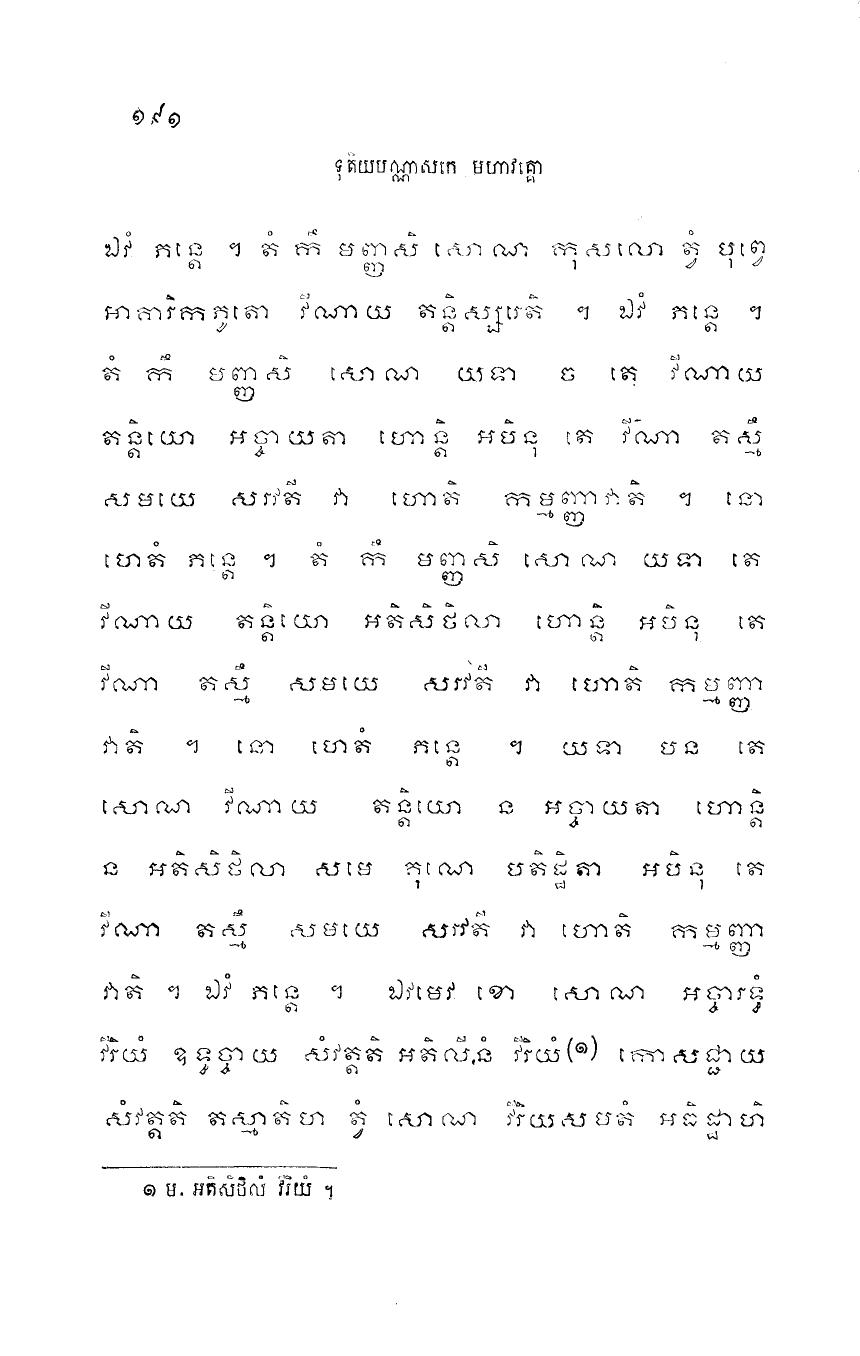 ១៩១
ទុតិយបណ្ណាសកេ មហាវគ្គោ
ឯវំ ភន្តេ ។ តំ កឹ មញ្ញសិ សោណ កុសលោ ត្វំ បុព្វេ
អាគារិកភូតោ វីណាយ តន្តិស្សរេតិ ។ ឯវំ ភន្តេ ។
តំ កឹ មញ្ញសិ សោណ យទា ច តេ វីណាយ
តន្តិយោ អច្ចាយតា ហោន្តិ អបិនុ តេ វីណា តស្មឹ
សមយេ សរវតី វា ហោតិ កម្មញ្ញាវាតិ ។ នោ
ហេតំ ភន្តេ ។ តំ កឹ មញ្ញសិ សោណ យទា តេ
វីណាយ តន្តិយោ អតិសិថិលា ហោន្តិ អបិនុ តេ
វីណា តស្មឹ សមយេ សរវតី វា ហោតិ កម្មញ្ញា
វាតិ ។ នោ ហេតំ ភន្តេ ។ យទា បន តេ
សោណ វីណាយ តន្តិយោ ន អច្ចាយតា ហោន្តិ
ន អតិសិថិលា សមេ គុណេ បតិដ្ឋិតា អបិនុ តេ
វីណា តស្មឹ សមយេ សរវតី វា ហោតិ កម្មញ្ញា
វាតិ ។ ឯវំ ភន្តេ ។ ឯវមេវ ខោ សោណ អច្ចារទ្ធំ
វីរិយំ ឧទ្ធច្ចាយ សំវត្តតិ អតិលីនំ វីរិយំ(១) កោសជ្ជាយ
សំវត្តតិ តស្មាតិហ ត្វំ សោណ វីរិយសមតំ អធិដ្ឋាហិ
១ ម. អតិសិថិលំ វីរិយំ ។